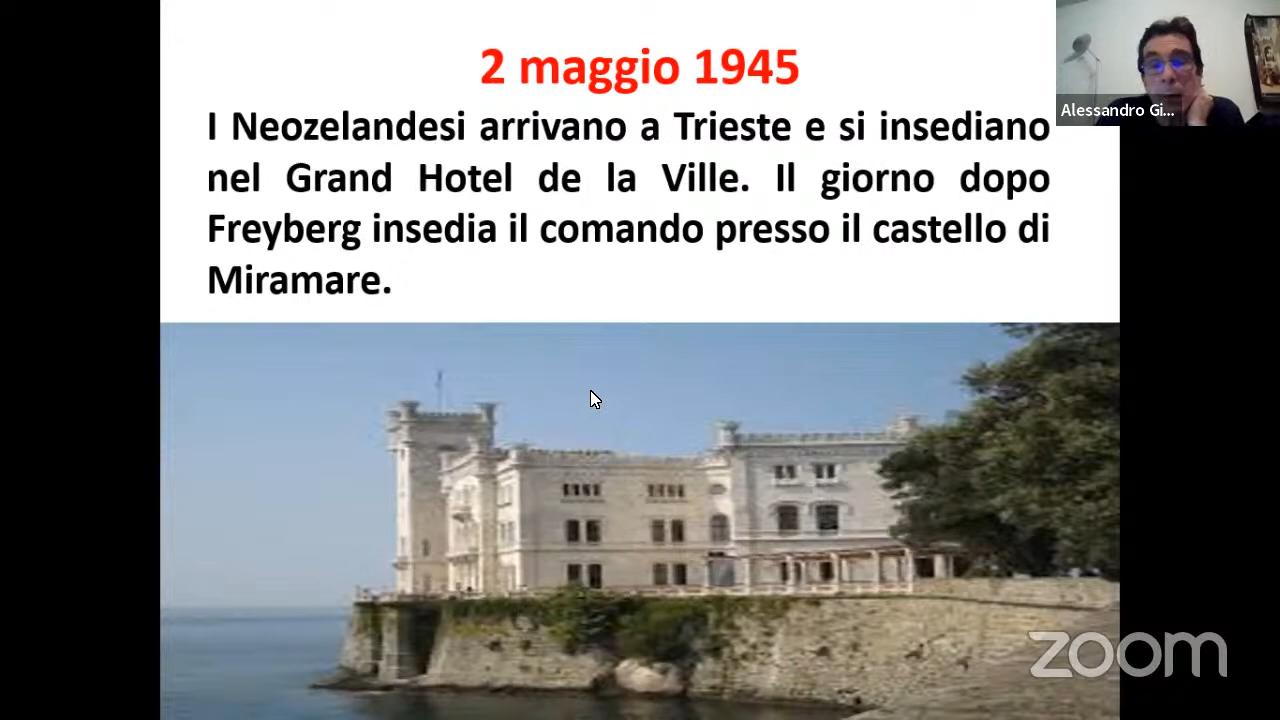 2 maggio 1945
I Neozelandesi arrivano a Trieste e si insediano
nel Grand Hotel de la Ville. Il giorno dopo
Freyberg insedia il comando presso il castello di
Miramare.
Alessandro Gi...
zoom